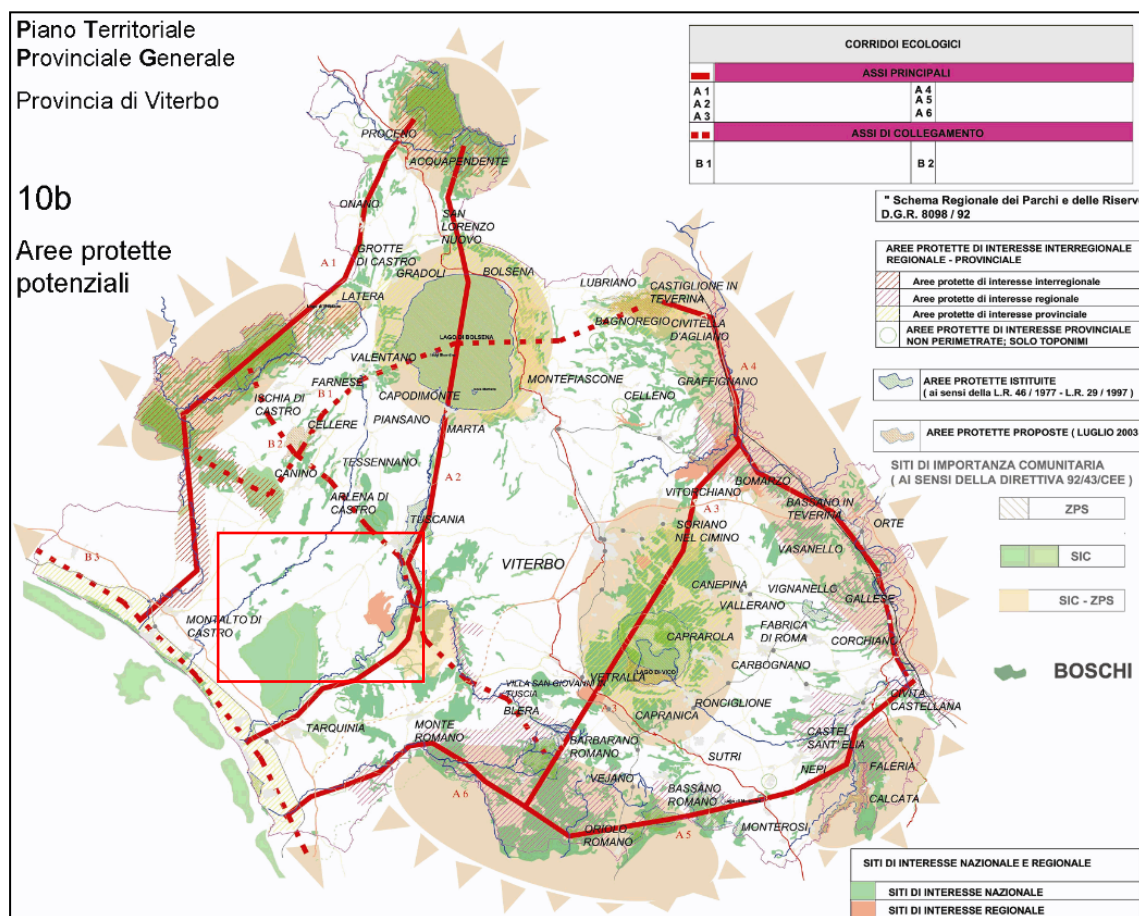 Piano Territoriale
Provinciale Generale
Provincia di Viterbo
10b
Aree protette
potenziali
CORRIDOI ECOLOGICI
ASSI PRINCIPALI
A 1
A 2
A 3
A 4
A 5
A 6
ASSI DI COLLEGAMENTO
B 1
B 2
" Schema Regionale dei Parchi e delle Riserve
D.G.R. 8098 / 92
AREE PROTETTE DI INTERESSE INTERREGIONALE
REGIONALE - PROVINCIALE
Aree protette di interesse interregionale
Aree protette di interesse regionale
Aree protette di interesse provinciale
AREE PROTETTE DI INTERESSE PROVINCIALE
NON PERIMETRATE; SOLO TOPONIMI
AREE PROTETTE ISTITUITE
( ai sensi della L.R. 46 / 1977 - L.R. 29 / 1997 )
AREE PROTETTE PROPOSTE ( LUGLIO 2003
SITI DI IMPORTANZA COMUNITARIA
( AI SENSI DELLA DIRETTIVA 92/43/CEE )
ZPS
SIC
SIC - ZPS
BOSCHI
SITI DI INTERESSE NAZIONALE E REGIONALE
SITI DI INTERESSE NAZIONALE
SITI DI INTERESSE REGIONALE
PROCENO
ACQUAPENDENTE
ONANO
SAN
LORENZO
NUOVO
GROTTE
DI CASTRO
A 1
GRADOLI
BOLSENA
LATERA
LUBRIANO
CASTIGLIONE IN
TEVERINA
BAGNOREGIO
CIVITELLA
D'AGLIANO
LAGO DI BOLSENA
VALENTANO
FARNESE
B 1
ISCHIA DI
CASTRO
CAPODIMONTE
MONTEFIASCONE
GRAFFIGNANO
A 4
CELLENO
CELLERE
PIANSANO
MARTA
B 2
CANINO
TESSENNANO
A 2
ARLENA DI
CASTRO
TUSCANIA
VITORCHIANO
BOMARZO
A 3
BASSANO IN
TEVERINA
ORTE
SORIANO
NEL CIMINO
VASANELLO
VITERBO
B 3
CANEPINA
VIGNANELLO
VALLERANO
GALLESE
FABRICA
DI ROMA
CORCHIANO
MONTALTO DI
CASTRO
CAPRAROLA
CARBOGNANO
LAGO DI VICO
VETRALLA
VILLA SAN GIOVANNI IN
TUSCIA
BLERA
A 3
RONCIGLIONE
CAPRANICA
CIVITA
CASTELLANA
TARQUINIA
MONTE
ROMANO
BARBARANO
ROMANO
CASTEL
SANT' ELIA
SUTRI
NEPI
FALERIA
VEJANO
BASSANO
ROMANO
CALCATA
A 6
ORIOLO
ROMANO
A 5
MONTEROSI